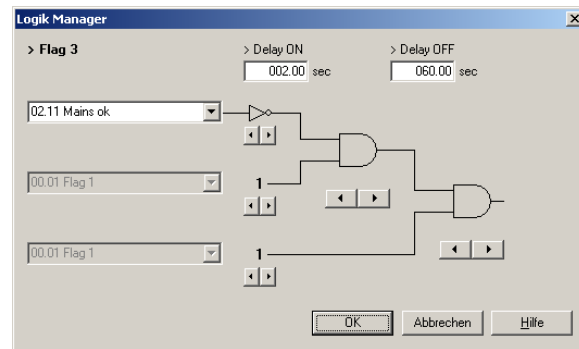 Logik Manager
> Flag 3
> Delay ON
> Delay OFF
002.00 sec
060.00 sec
02.11 Mains ok
00.01 Flag 1
1
00.01 Flag 1
1
OK
Abbrechen
Hilfe